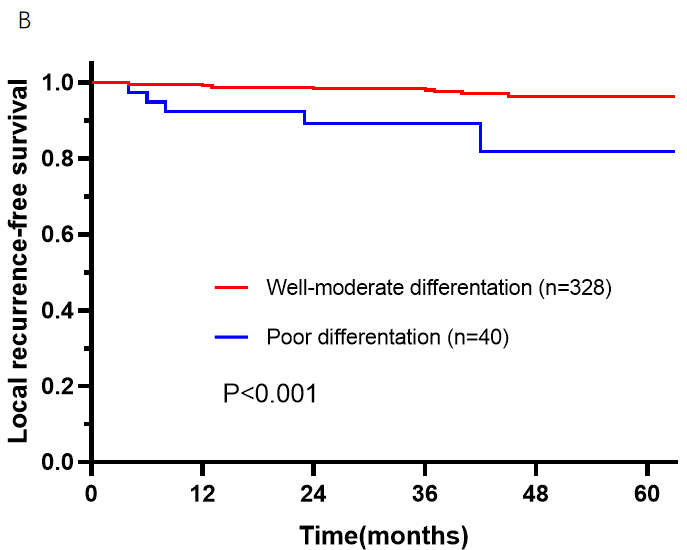 B
Local recurrence-free survival
1.0
0.8
0.6
0.4
0.2
0.0
Well-moderate differentation (n=328)
Poor differentation (n=40)
P<0.001
0 12 24 36 48 60
Time(months)